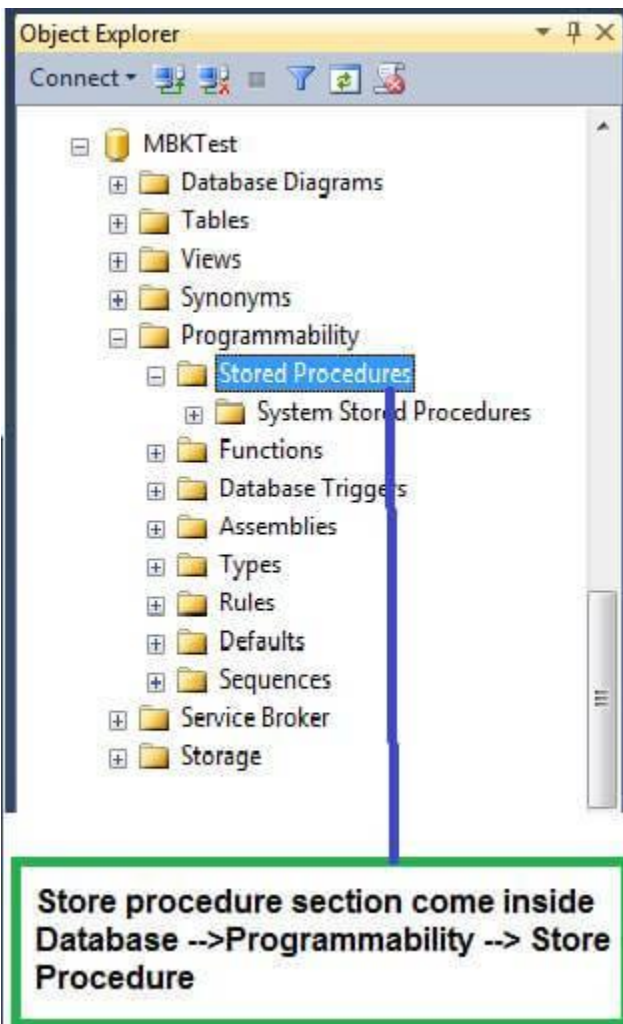 Object Explorer
Connect
MBKTest
Database Diagrams
Tables
Views
Synonyms
Programmability
Stored Procedures
System Stored Procedures
Functions
Database Triggers
Assemblies
Types
Rules
Defaults
Sequences
Service Broker
Storage
Store procedure section come inside
Database -->Programmability --> Store
Procedure